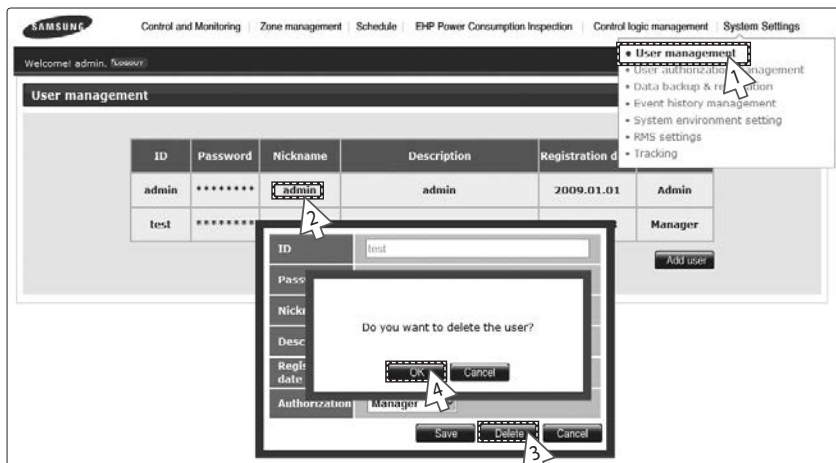 SAMSUNG Control and Monitoring Zone management Schedule EHP Power Consumption Inspection Control logic management System Settings
Welcome! admin. LOGOUT
• User management
• User authorization management
• Data backup &
• Event history management
• System environment setting
• RMS settings
• Tracking
1
User management
ID Password Nickname Description Registration d
admin ******** admin admin 2009.01.01 Admin
2
test ******** Manager
Add user
ID test
Pass
Nick
Desc
Regis
date
Authorization Manager
Do you want to delete the user?
OK Cancel
4
Save Delete Cancel
3